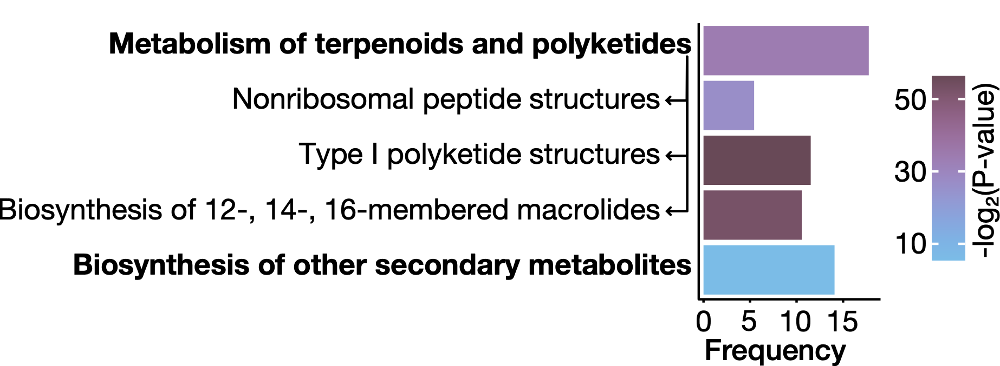 Metabolism of terpenoids and polyketides
Nonribosomal peptide structures
Type I polyketide structures
Biosynthesis of 12-, 14-, 16-membered macrolides
Biosynthesis of other secondary metabolites
0 5 10 15
Frequency
50
30
10
-log₂(P-value)